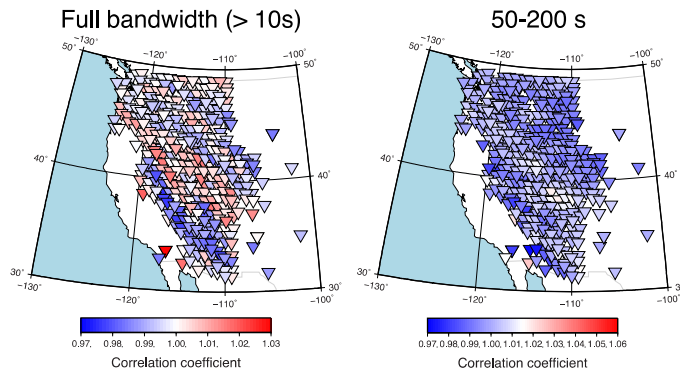 Full bandwidth (> 10s)
−130° −120° −110° −100°
50° 50°
40° 40°
30° 30°
−130° −120° −110° −100°
0.97. 0.98. 0.99. 1.00. 1.01. 1.02. 1.03
Correlation coefficient
50-200 s
−130° −120° −110° −100°
50° 50°
40° 40°
30° 3
−130° −120° −110° −100°
0.97. 0.98. 0.99. 1.00. 1.01. 1.02. 1.03. 1.04. 1.05. 1.06
Correlation coefficient